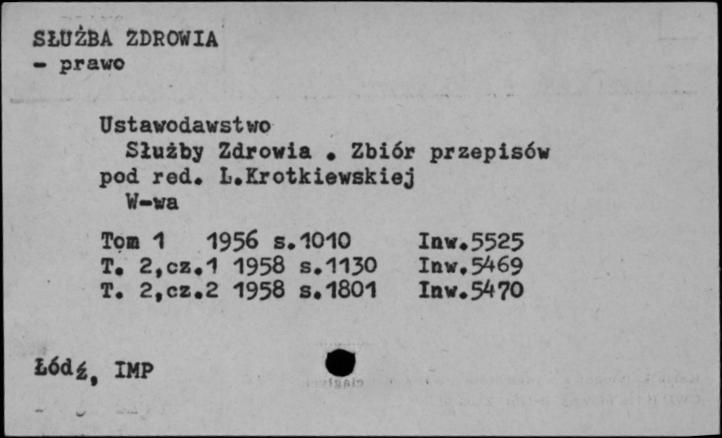 SŁUŻBA ZDROWIA
- prawo
Ustawodawstwo
Służby Zdrowia . Zbiór przepisów
pod red. L.Krotkiewskiej
W-wa
Tom 1 1956 s.1010 Inw.5525
T. 2,cz.1 1958 s.1130 Inw.5469
T. 2,cz.2 1958 s.1801 Inw.5470
Łódź, IMP